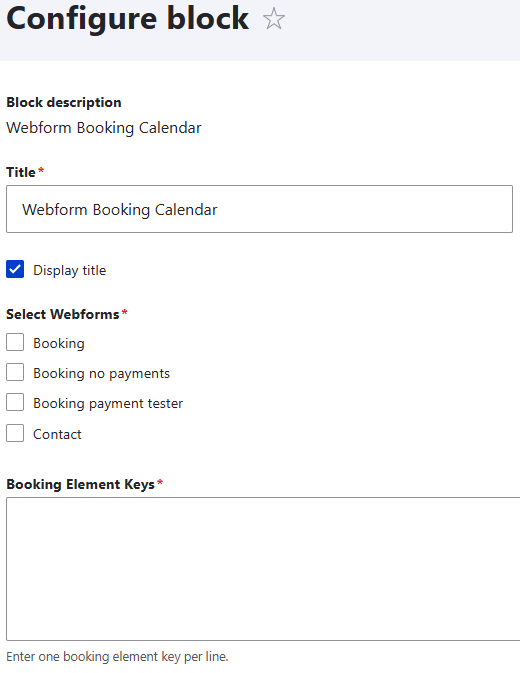 Configure block
Block description
Webform Booking Calendar
Title*
Webform Booking Calendar
Display title
Select Webforms*
Booking
Booking no payments
Booking payment tester
Contact
Booking Element Keys*
Enter one booking element key per line.